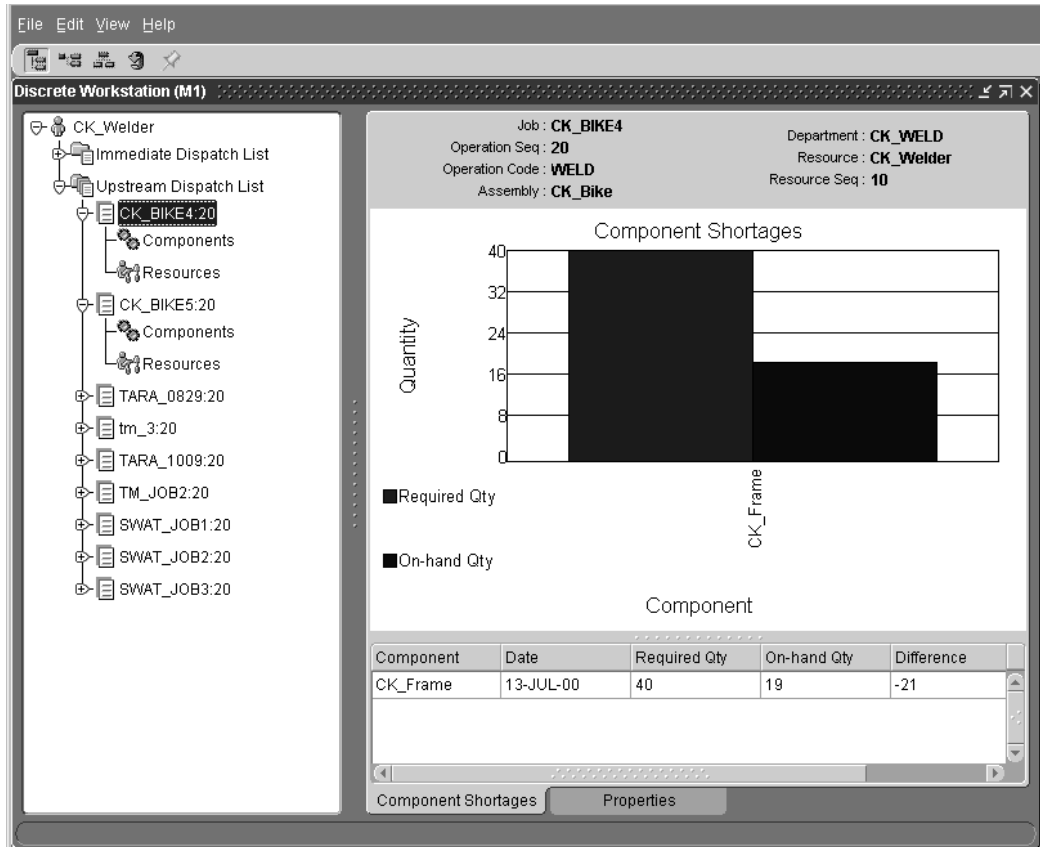 File Edit View Help
Discrete Workstation (M1)
CK_Welder
Immediate Dispatch List
Upstream Dispatch List
CK_BIKE4:20
Components
Resources
CK_BIKE5:20
Components
Resources
TARA_0829:20
tm_3:20
TARA_1009:20
TM_JOB2:20
SWAT_JOB1:20
SWAT_JOB2:20
SWAT_JOB3:20
Job : CK_BIKE4
Operation Seq : 20
Operation Code : WELD
Assembly : CK_Bike
Department : CK_WELD
Resource : CK_Welder
Resource Seq : 10
Component Shortages
Quantity
40
32
24
16
8
0
CK_Frame
Required Qty
On-hand Qty
Component
Component Date Required Qty On-hand Qty Difference
CK_Frame 13-JUL-00 40 19 -21
Component Shortages Properties